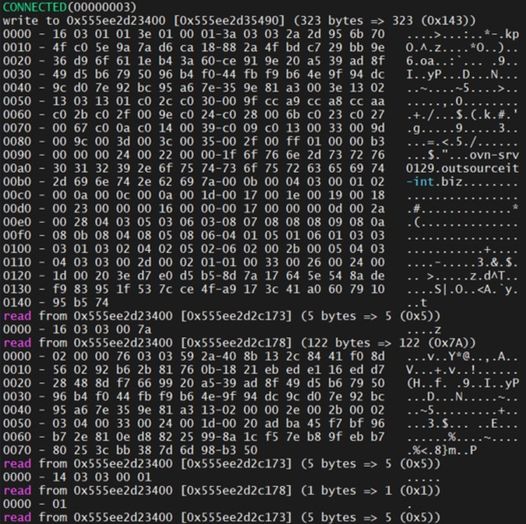 CONNECTED(00000003)
write to 0x555ee2d23400 [0x555ee2d35490] (323 bytes => 323 (0x143))
0000 - 16 03 01 01 3e 01 00 01-3a 03 03 2a 2d 95 6b 70   ....>...:..*-.kp
0010 - 4f c0 5e 9a 7a d6 ca 18-88 2a 4f bd c7 29 bb 9e   O.^.z....*O..)..
0020 - 36 d9 6f 61 1e b4 3a 60-ce 91 9e 20 a5 39 ad 8f   6.oa..:`... .9..
0030 - 49 d5 b6 79 50 96 b4 f0-44 fb f9 b6 4e 9f 94 dc   I..yP...D...N...
0040 - 9c d0 7e 92 bc 95 a6 7e-35 9e 81 a3 00 3e 13 02   ..~....~5....>..
0050 - 13 03 13 01 c0 2c c0 30-00 9f cc a9 cc a8 cc aa   .....,.0........
0060 - c0 2b c0 2f 00 9e c0 24-c0 28 00 6b c0 23 c0 27   .+./...$.(.k.#.'
0070 - 00 67 c0 0a c0 14 00 39-c0 09 c0 13 00 33 00 9d   .g.....9.....3..
0080 - 00 9c 00 3d 00 3c 00 35-00 2f 00 ff 01 00 00 b3   ...=.<.5./......
0090 - 00 00 00 24 00 22 00 00-1f 6f 76 6e 2d 73 72 76   ...$."...ovn-srv
00a0 - 30 31 32 39 2e 6f 75 74-73 6f 75 72 63 65 69 74   0129.outsourceit
00b0 - 2d 69 6e 74 2e 62 69 7a-00 0b 00 04 03 00 01 02   -int.biz........
00c0 - 00 0a 00 0c 00 0a 00 1d-00 17 00 1e 00 19 00 18   ................
00d0 - 00 23 00 00 00 16 00 00-00 17 00 00 00 0d 00 2a   .#.............*
00e0 - 00 28 04 03 05 03 06 03-08 07 08 08 08 09 08 0a   .(..............
00f0 - 08 0b 08 04 08 05 08 06-04 01 05 01 06 01 03 03   ................
0100 - 03 01 03 02 04 02 05 02-06 02 00 2b 00 05 04 03   ...........+....
0110 - 04 03 03 00 2d 00 02 01-01 00 33 00 26 00 24 00   ....-.....3.&.$.
0120 - 1d 00 20 3e d7 e0 d5 b5-8d 7a 17 64 5e 54 8a de   .. >.....z.d^T..
0130 - f9 83 95 1f 53 7c ce 4f-a9 17 3c 41 a0 60 79 10   ....S|.O..<A.`y.
0140 - 95 b5 74   ..t
read from 0x555ee2d23400 [0x555ee2d2c173] (5 bytes => 5 (0x5))
0000 - 16 03 03 00 7a   ....z
read from 0x555ee2d23400 [0x555ee2d2c178] (122 bytes => 122 (0x7A))
0000 - 02 00 00 76 03 03 59 2a-40 8b 13 2c 84 41 f0 8d   ...v..Y*@..,.A..
0010 - 56 02 92 b6 2b 81 76 0b-18 21 eb ed e1 16 ed d7   V...+.v..!......
0020 - 28 48 8d f7 66 99 20 a5-39 ad 8f 49 d5 b6 79 50   (H..f. .9..I..yP
0030 - 96 b4 f0 44 fb f9 b6 4e-9f 94 dc 9c d0 7e 92 bc   ...D...N.....~..
0040 - 95 a6 7e 35 9e 81 a3 13-02 00 00 2e 00 2b 00 02   ..~5.........+..
0050 - 03 04 00 33 00 24 00 1d-00 20 ad ba 45 f7 bf 96   ...3.$... ..E...
0060 - b7 2e 81 0e d8 82 25 99-8a 1c f5 7e b8 9f eb b7   ......%....~....
0070 - 80 25 3c bb 38 7d 6d 98-b3 50   .%<.8}m..P
read from 0x555ee2d23400 [0x555ee2d2c173] (5 bytes => 5 (0x5))
0000 - 14 03 03 00 01   .....
read from 0x555ee2d23400 [0x555ee2d2c178] (1 bytes => 1 (0x1))
0000 - 01   .
read from 0x555ee2d23400 [0x555ee2d2c173] (5 bytes => 5 (0x5))